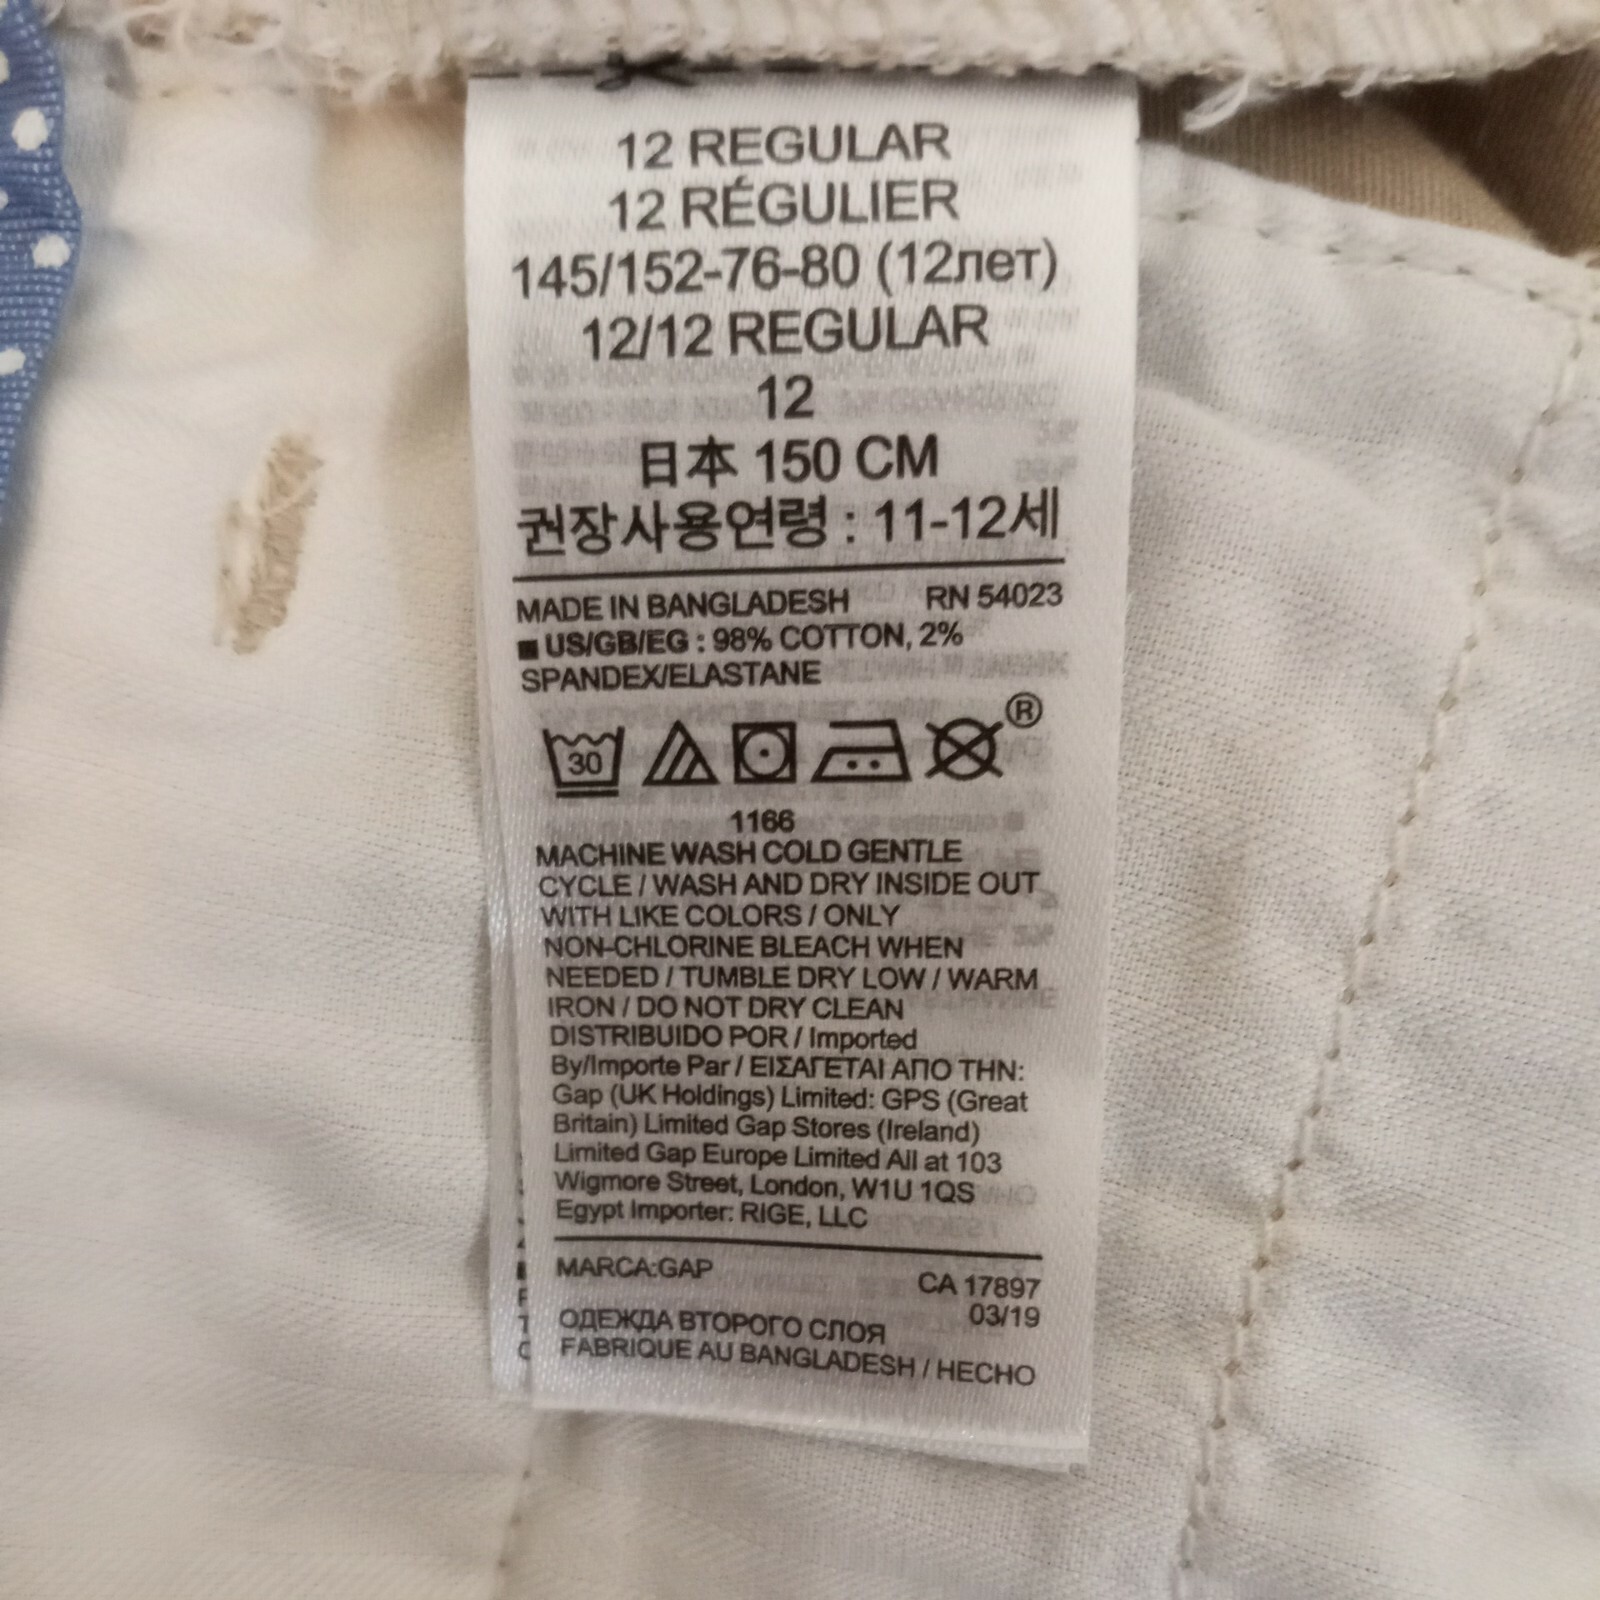 12 REGULAR
12 RÉGULIER
145/152-76-80 (12лет)
12/12 REGULAR
12
日本 150 CM
권장사용연령 : 11-12세
MADE IN BANGLADESH RN 54023
■ US/GB/EG : 98% COTTON, 2%
SPANDEX/ELASTANE
30
®
1166
MACHINE WASH COLD GENTLE
CYCLE / WASH AND DRY INSIDE OUT
WITH LIKE COLORS / ONLY
NON-CHLORINE BLEACH WHEN
NEEDED / TUMBLE DRY LOW / WARM
IRON / DO NOT DRY CLEAN
DISTRIBUIDO POR / Imported
By/Importe Par / ΕΙΣΑΓΕΤΑΙ ΑΠΟ ΤΗΝ:
Gap (UK Holdings) Limited: GPS (Great
Britain) Limited Gap Stores (Ireland)
Limited Gap Europe Limited All at 103
Wigmore Street, London, W1U 1QS
Egypt Importer: RIGE, LLC
MARCA:GAP
CA 17897
03/19
ОДЕЖДА ВТОРОГО СЛОЯ
FABRIQUE AU BANGLADESH / HECHO